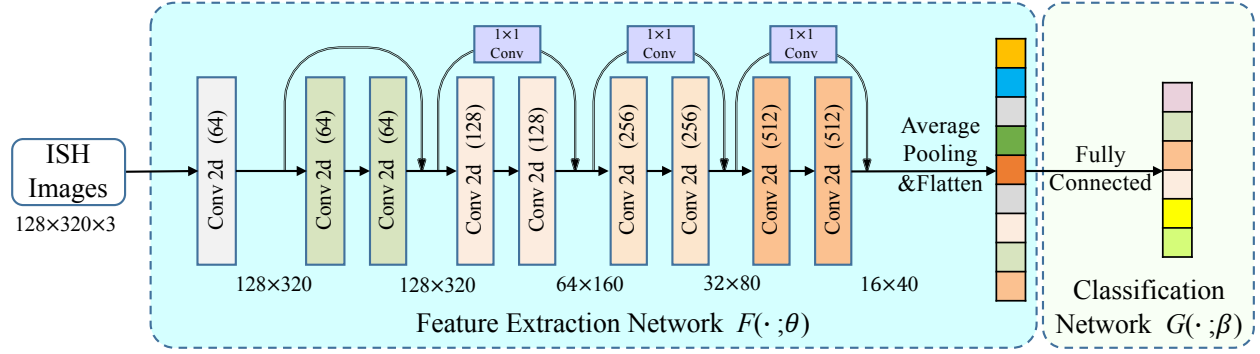 ISH
Images
128×320×3
Conv 2d (64)
Conv 2d (64)
Conv 2d (64)
1×1
Conv
Conv 2d (128)
Conv 2d (128)
1×1
Conv
Conv 2d (256)
Conv 2d (256)
1×1
Conv
Conv 2d (512)
Conv 2d (512)
128×320
128×320
64×160
32×80
16×40
Average
Pooling
&Flatten
Feature Extraction Network F(· ;θ)
Fully
Connected
Classification
Network G(· ;β)